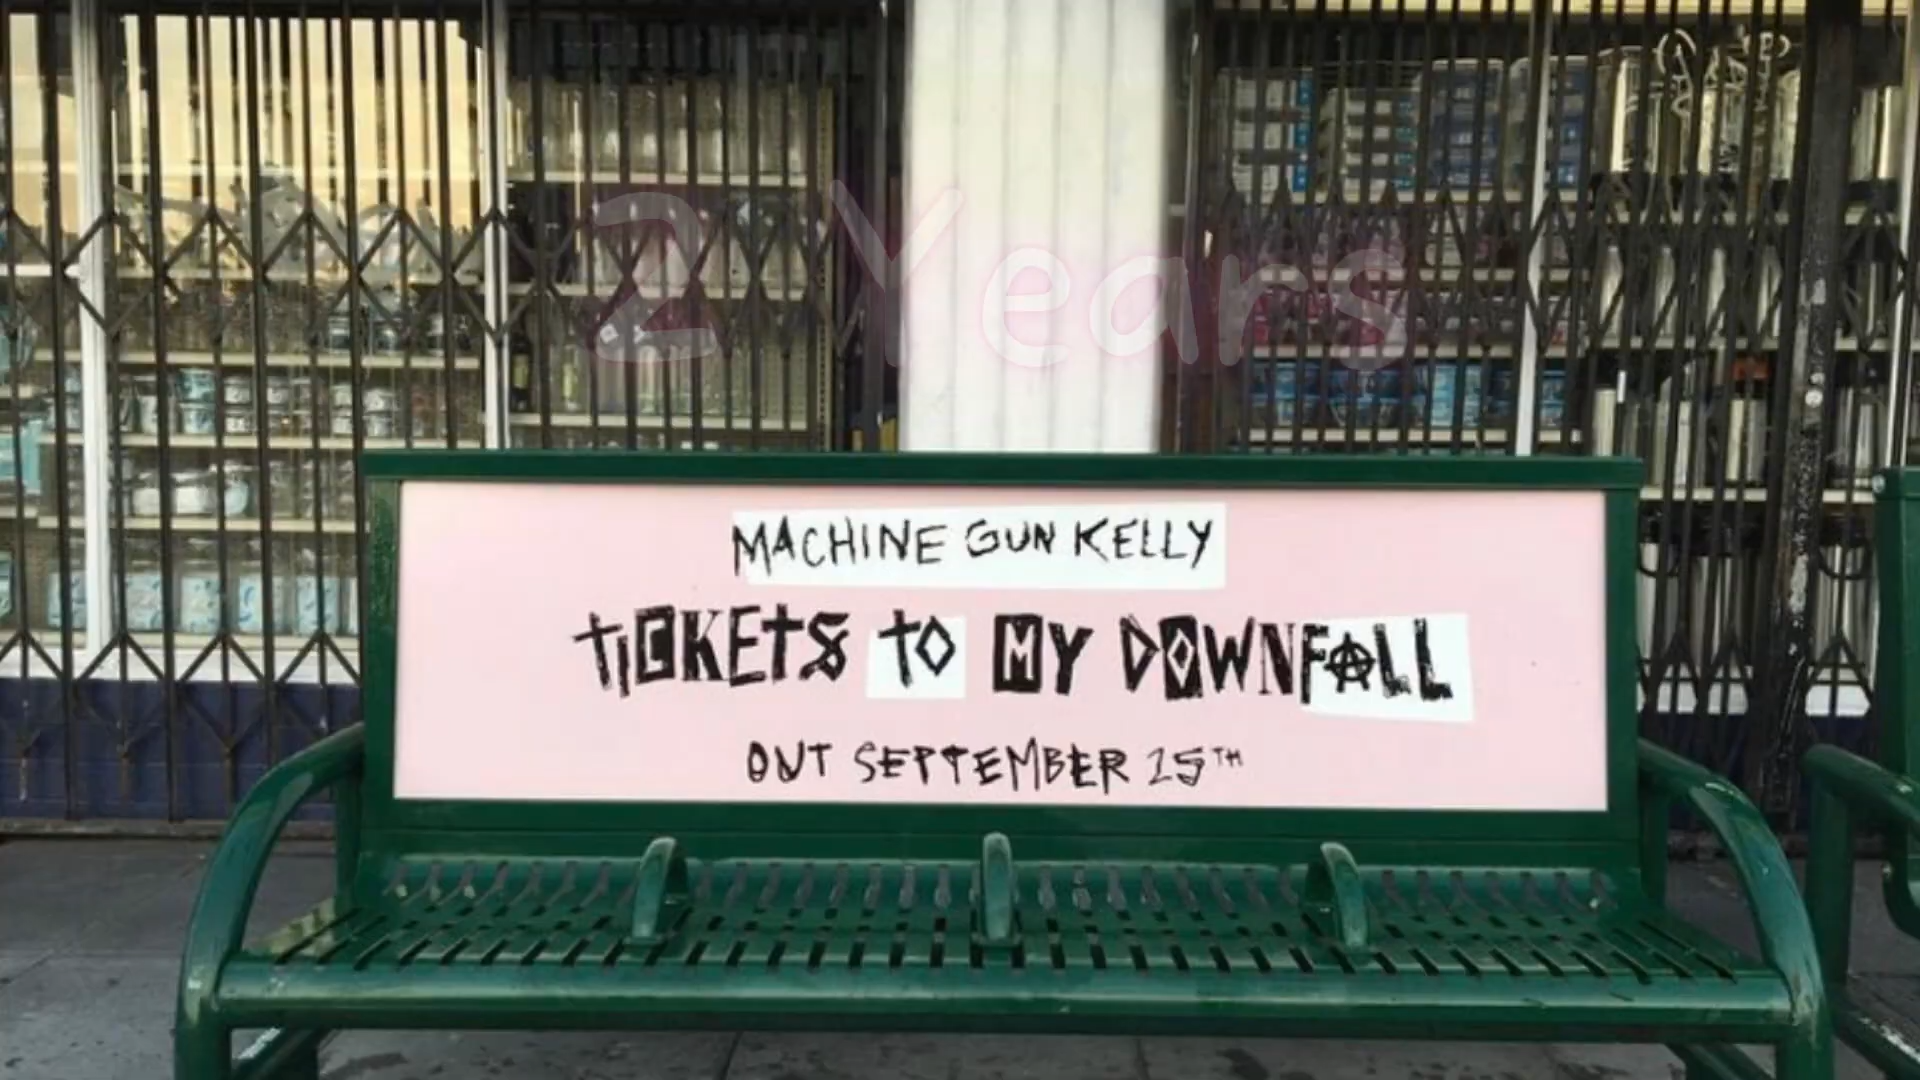 2 Years
MACHINE GUN KELLY
TICKETS TO MY DOWNFALL
OUT SEPTEMBER 25TH